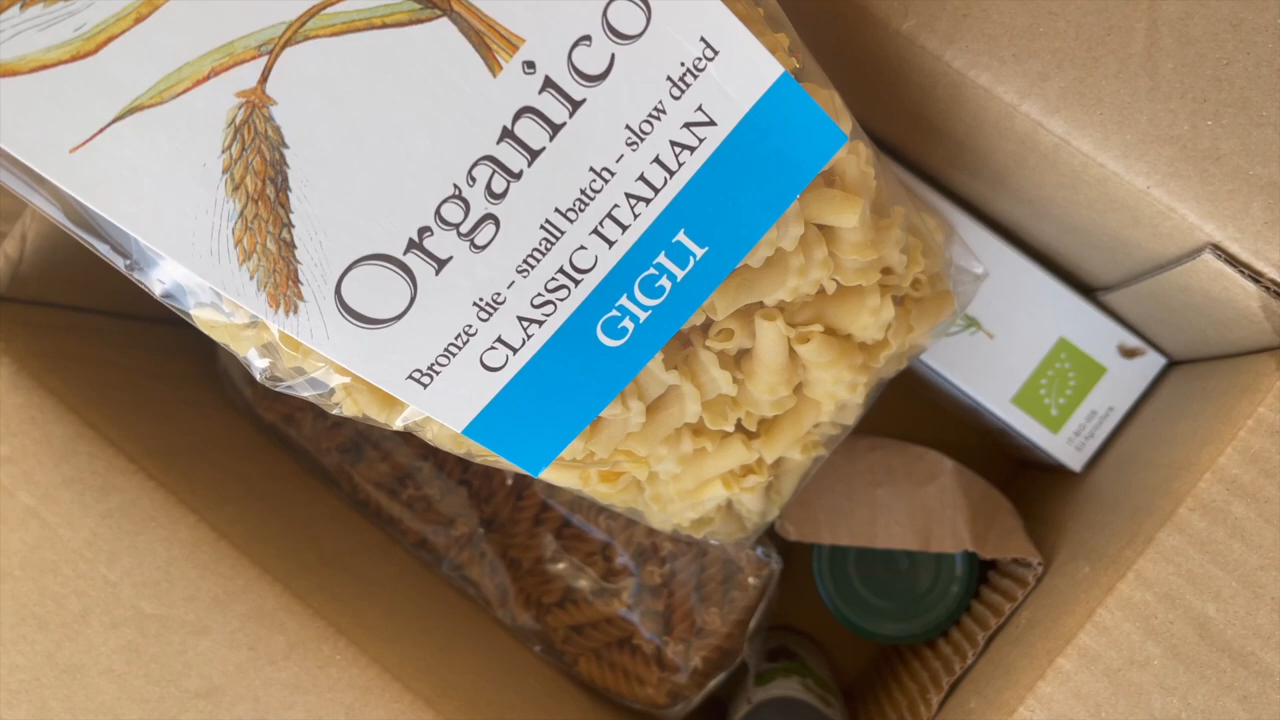 Organico
Bronze die - small batch - slow dried
CLASSIC ITALIAN
GIGLI